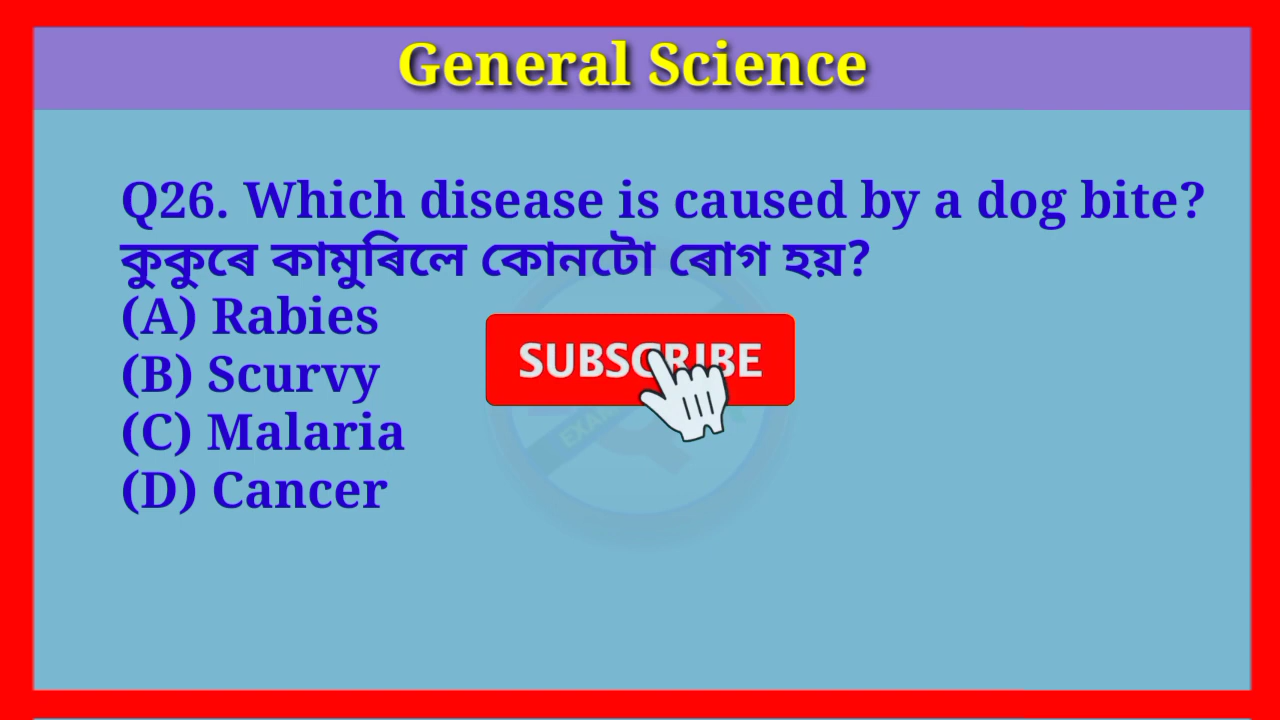 General Science
Q26. Which disease is caused by a dog bite?
কুকুৰে কামুৰিলে কোনটো ৰোগ হয়?
(A) Rabies
(B) Scurvy
(C) Malaria
(D) Cancer
SUBSCRIBE